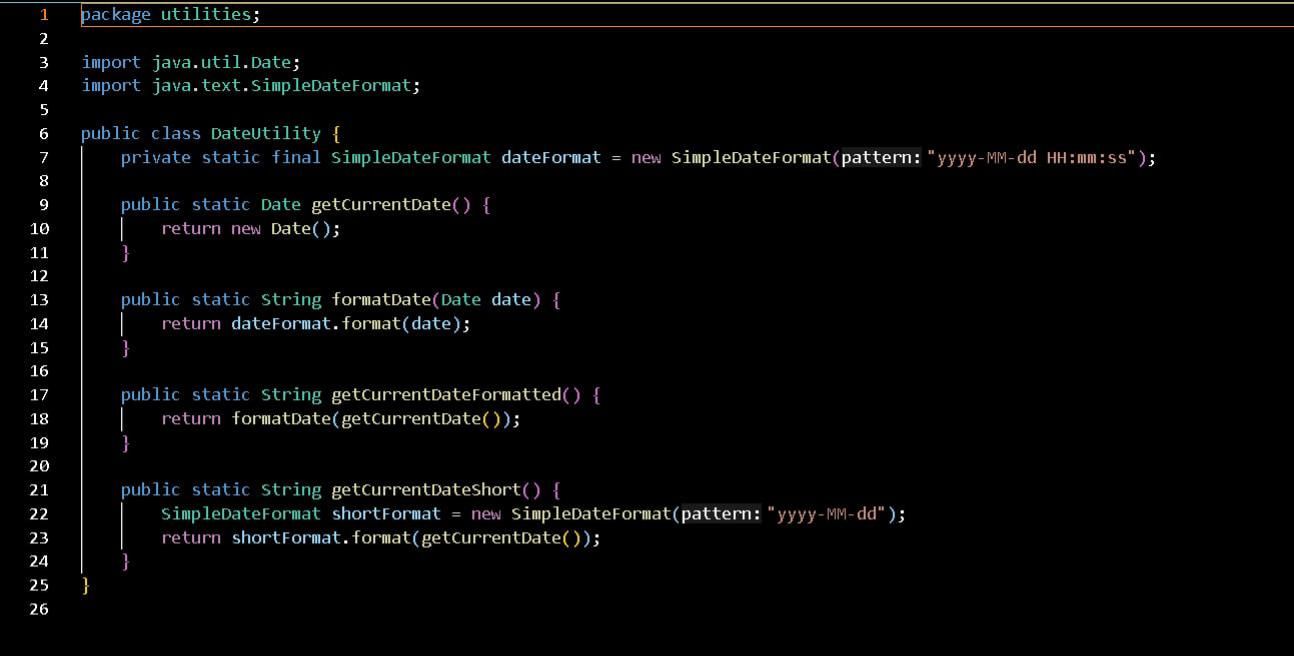 1 package utilities;
2
3 import java.util.Date;
4 import java.text.SimpleDateFormat;
5
6 public class DateUtility {
7     private static final SimpleDateFormat dateFormat = new SimpleDateFormat(pattern: "yyyy-MM-dd HH:mm:ss");
8
9     public static Date getCurrentDate() {
10         return new Date();
11     }
12
13     public static String formatDate(Date date) {
14         return dateFormat.format(date);
15     }
16
17     public static String getCurrentDateFormatted() {
18         return formatDate(getCurrentDate());
19     }
20
21     public static String getCurrentDateShort() {
22         SimpleDateFormat shortFormat = new SimpleDateFormat(pattern: "yyyy-MM-dd");
23         return shortFormat.format(getCurrentDate());
24     }
25 }
26